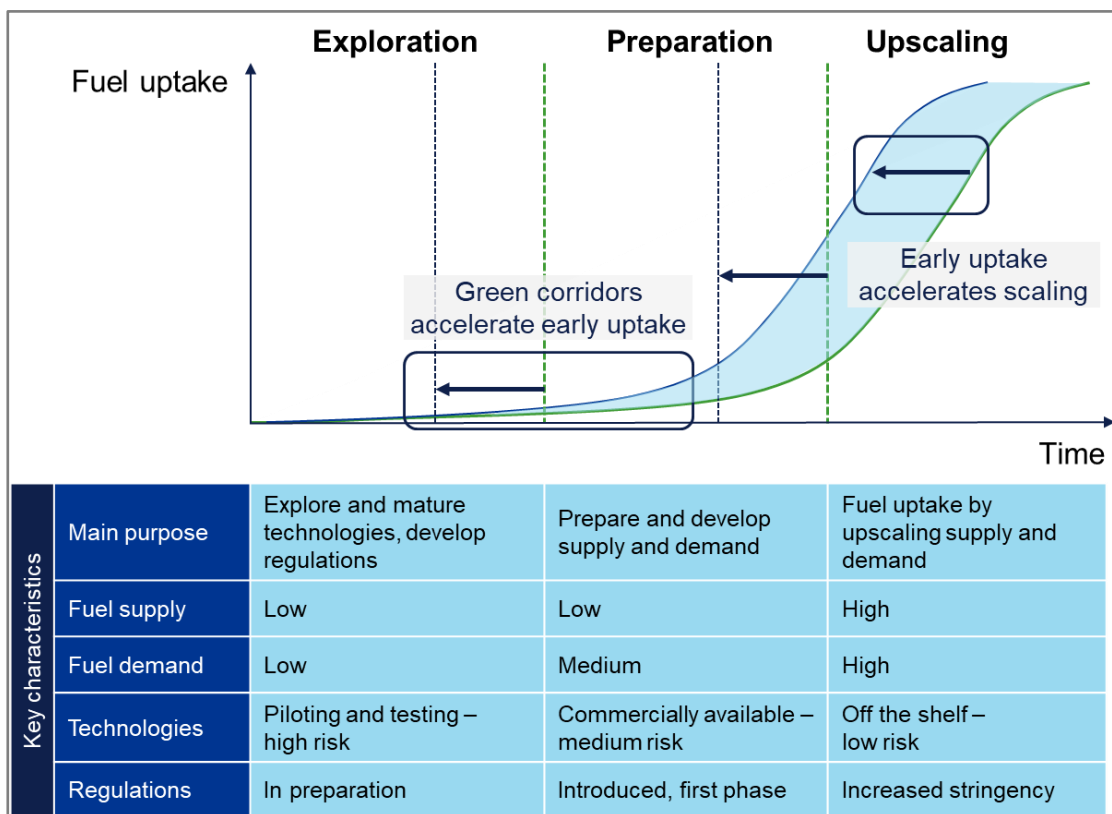 Exploration
Preparation
Upscaling
Fuel uptake
Green corridors
accelerate early uptake
Early uptake
accelerates scaling
Time
Key characteristics
Main purpose
Explore and mature
technologies, develop
regulations
Prepare and develop
supply and demand
Fuel uptake by
upscaling supply and
demand
Fuel supply
Low
Low
High
Fuel demand
Low
Medium
High
Technologies
Piloting and testing –
high risk
Commercially available –
medium risk
Off the shelf –
low risk
Regulations
In preparation
Introduced, first phase
Increased stringency